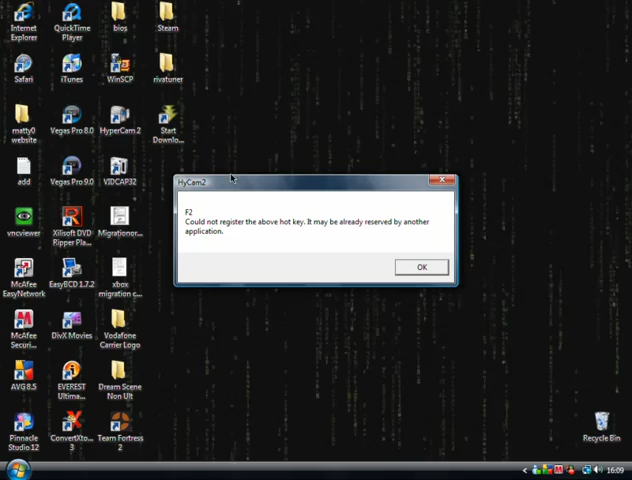 Internet
Explorer
QuickTime
Player
bios
Steam
Safari
iTunes
WinSCP
rivatuner
matty0
website
Vegas Pro 8.0
HyperCam 2
Start
Downlo...
add
Vegas Pro 9.0
VIDCAP32
HyCam2
F2
Could not register the above hot key. It may be already reserved by another
application.
OK
vncviewer
Xilisoft DVD
Ripper Pla...
Migrationor...
McAfee
EasyNetwork
EasyBCD 1.7.2
xbox
migration c...
McAfee
Securi...
DivX Movies
Vodafone
Carrier Logo
AVG 8.5
EVEREST
Ultima...
Dream Scene
Non Ult
Pinnacle
Studio 12
ConvertXto...
3
Team Fortress
2
Recycle Bin
16:09